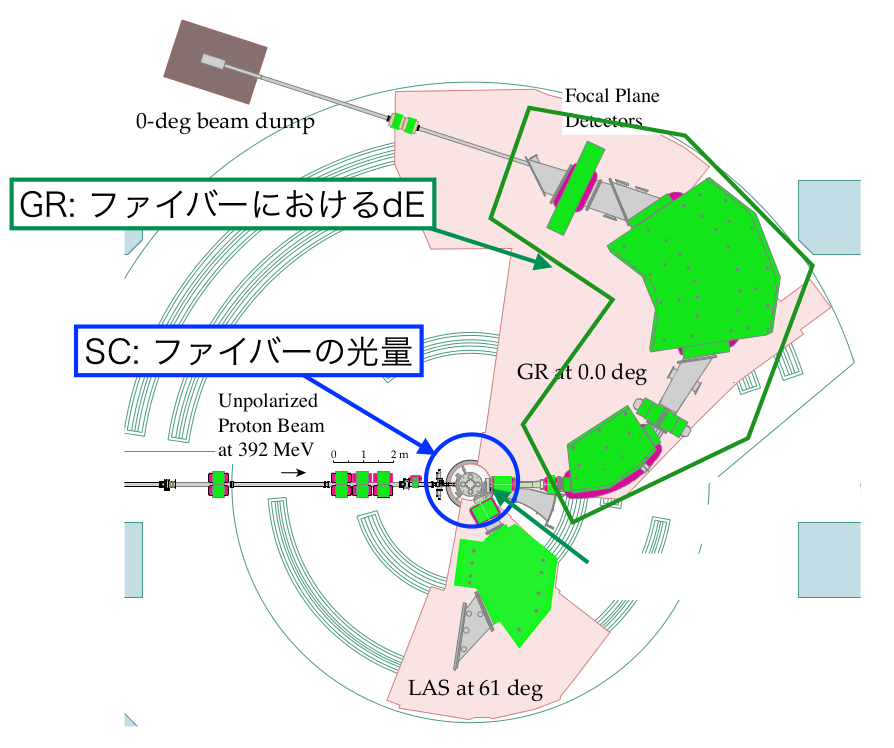 0-deg beam dump
Focal Plane
Detectors
GR: ファイバーにおけるdE
SC: ファイバーの光量
GR at 0.0 deg
Unpolarized
Proton Beam
at 392 MeV
0 1 2 m
LAS at 61 deg